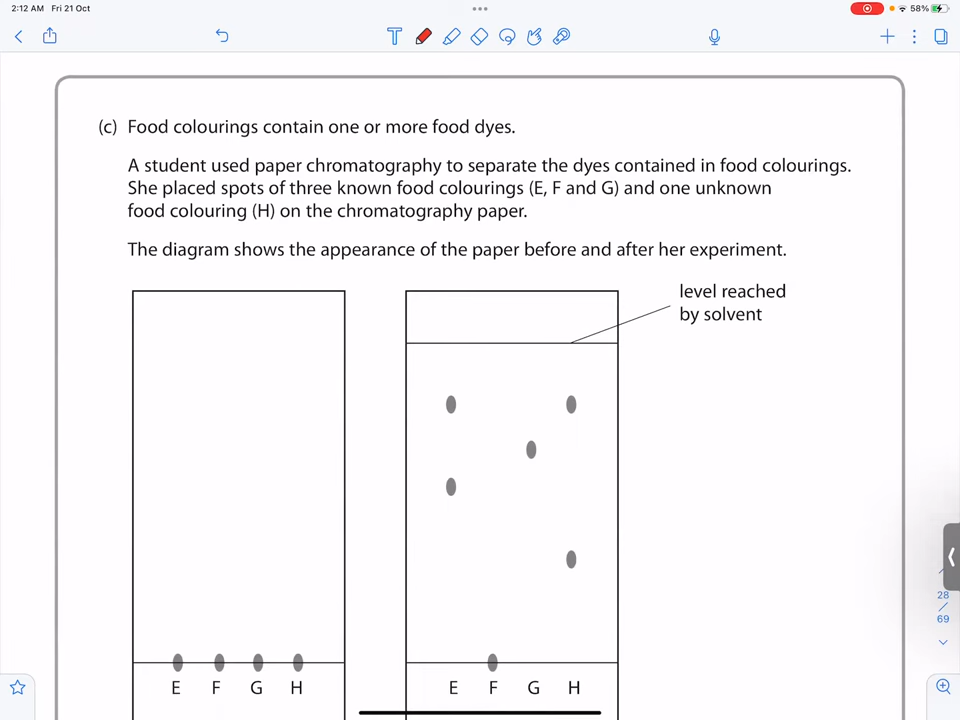 2:12 AM Fri 21 Oct
58%
(c) Food colourings contain one or more food dyes.
A student used paper chromatography to separate the dyes contained in food colourings.
She placed spots of three known food colourings (E, F and G) and one unknown
food colouring (H) on the chromatography paper.
The diagram shows the appearance of the paper before and after her experiment.
level reached
by solvent
28
/
69
E F G H
E F G H